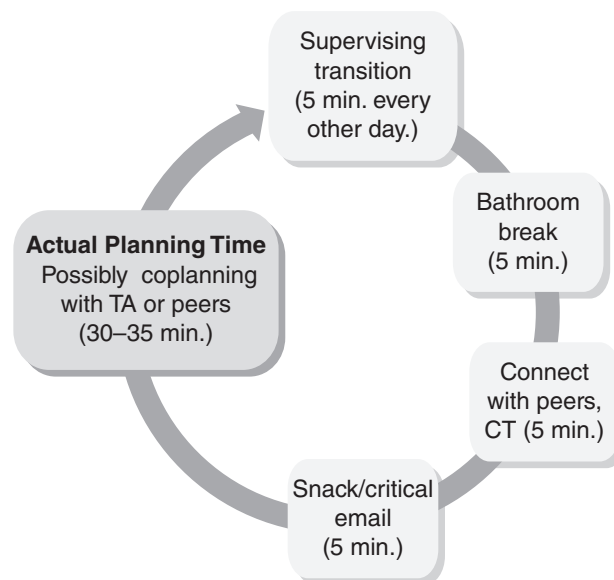 Supervising
transition
(5 min. every
other day.)
Bathroom
break
(5 min.)
Connect
with peers,
CT (5 min.)
Snack/critical
email
(5 min.)
Actual Planning Time
Possibly coplanning
with TA or peers
(30–35 min.)